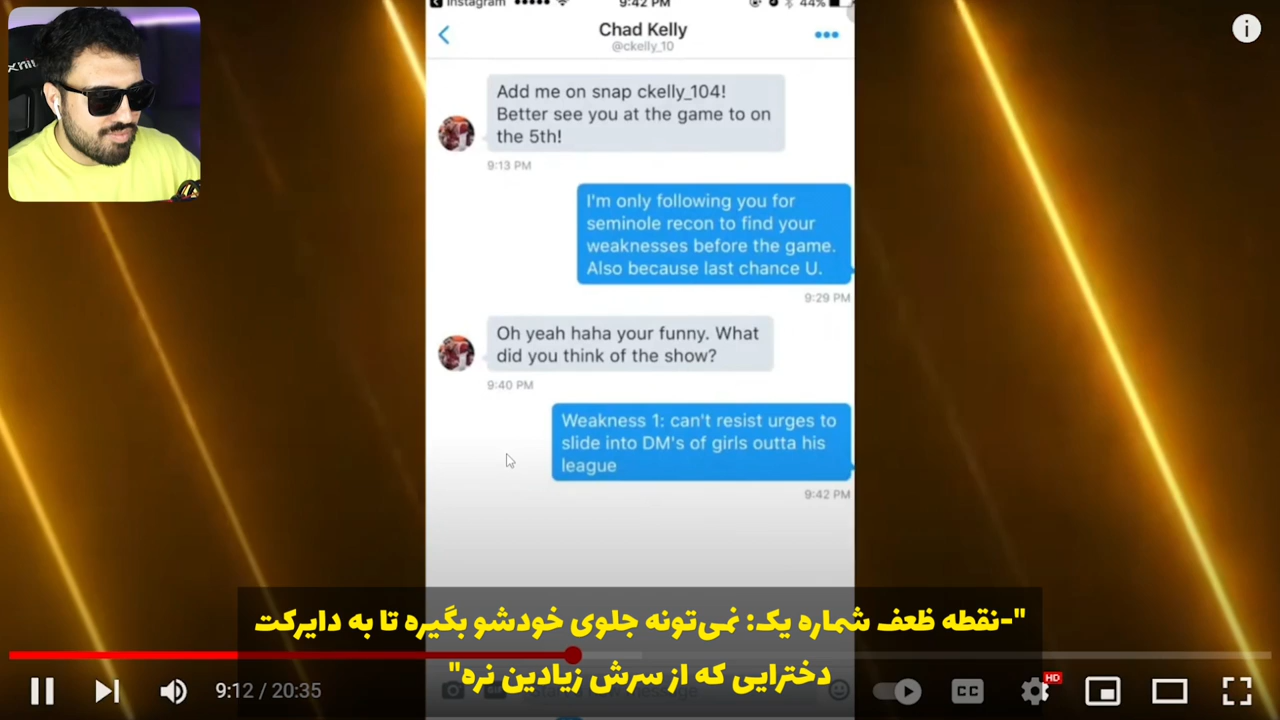 Instagram
9:42 PM
44%
Chad Kelly
@ckelly_10
Add me on snap ckelly_104!
Better see you at the game to on
the 5th!
9:13 PM
I'm only following you for
seminole recon to find your
weaknesses before the game.
Also because last chance U.
9:29 PM
Oh yeah haha your funny. What
did you think of the show?
9:40 PM
Weakness 1: can't resist urges to
slide into DM's of girls outta his
league
9:42 PM
"-نقطه ظعف شماره یک: نمی‌تونه جلوی خودشو بگیره تا به دایرکت
دخترایی که از سرش زیادین نره"
9:12 / 20:35
CC
HD